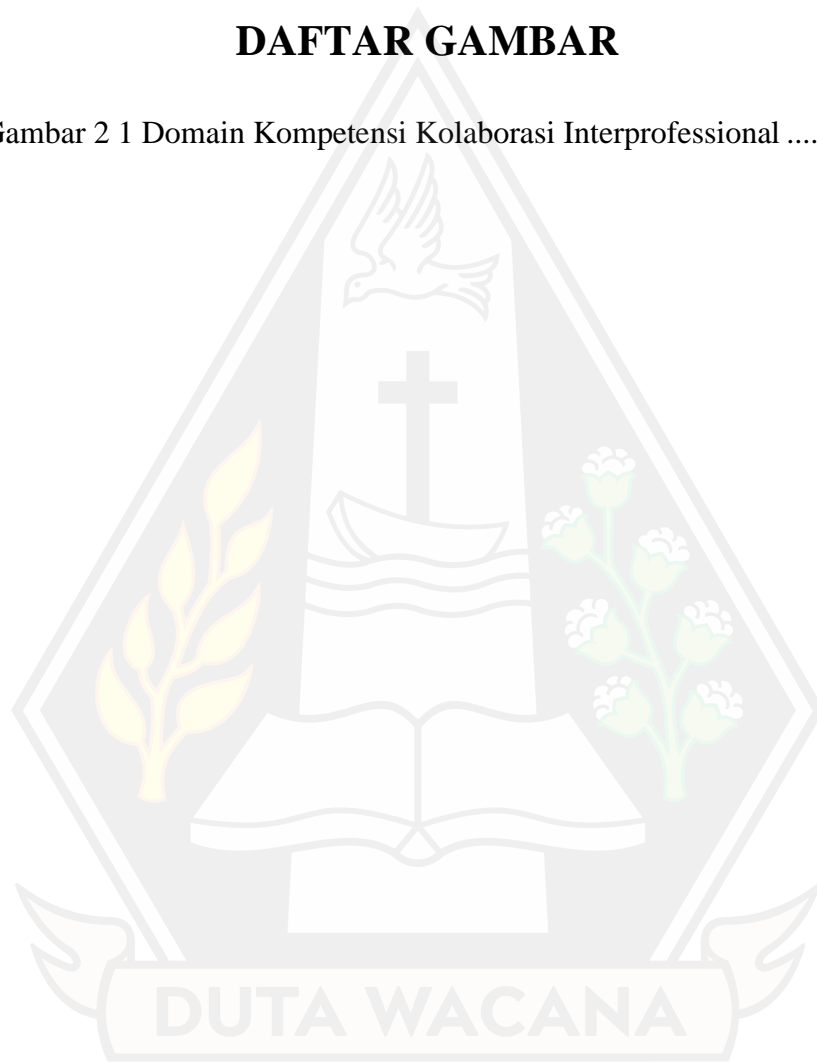 DAFTAR GAMBAR
Gambar 2 1 Domain Kompetensi Kolaborasi Interprofessional ....
DUTA WACANA